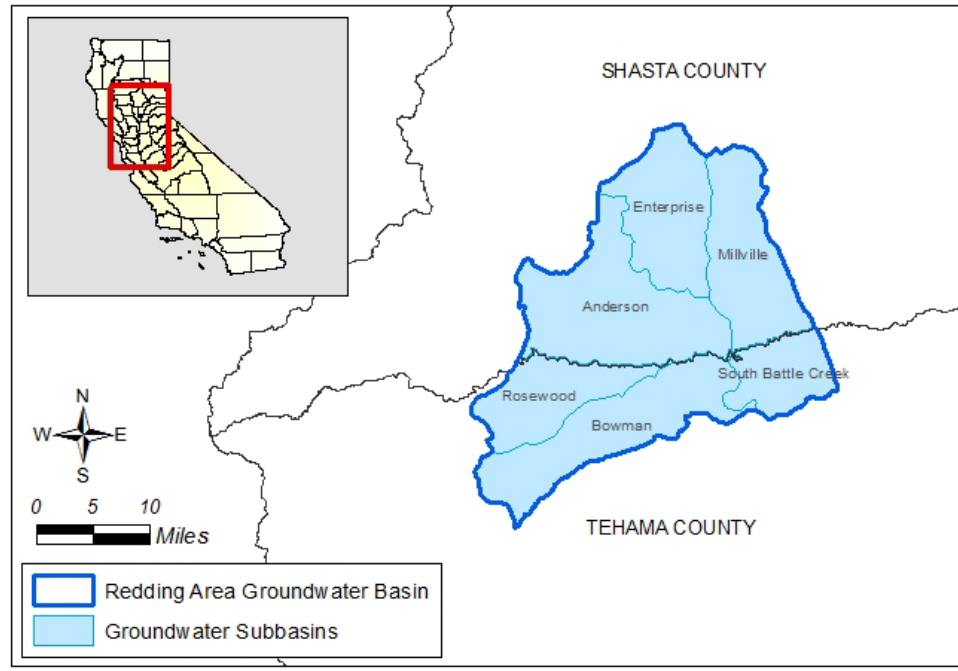 SHASTA COUNTY
Enterprise
Millville
Anderson
South Battle Creek
Rosewood
Bowman
N
W E
S
0 5 10
Miles
TEHAMA COUNTY
Redding Area Groundwater Basin
Groundwater Subbasins